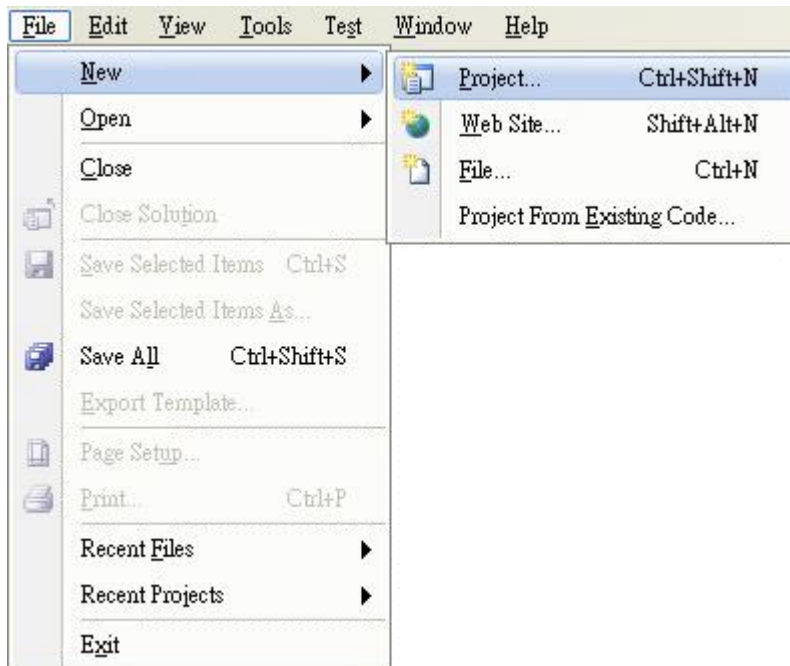 File Edit View Tools Test Window Help
New
Open
Close
Close Solution
Save Selected Items Ctrl+S
Save Selected Items As...
Save All Ctrl+Shift+S
Export Template...
Page Setup...
Print... Ctrl+P
Recent Files
Recent Projects
Exit
Project... Ctrl+Shift+N
Web Site... Shift+Alt+N
File... Ctrl+N
Project From Existing Code...